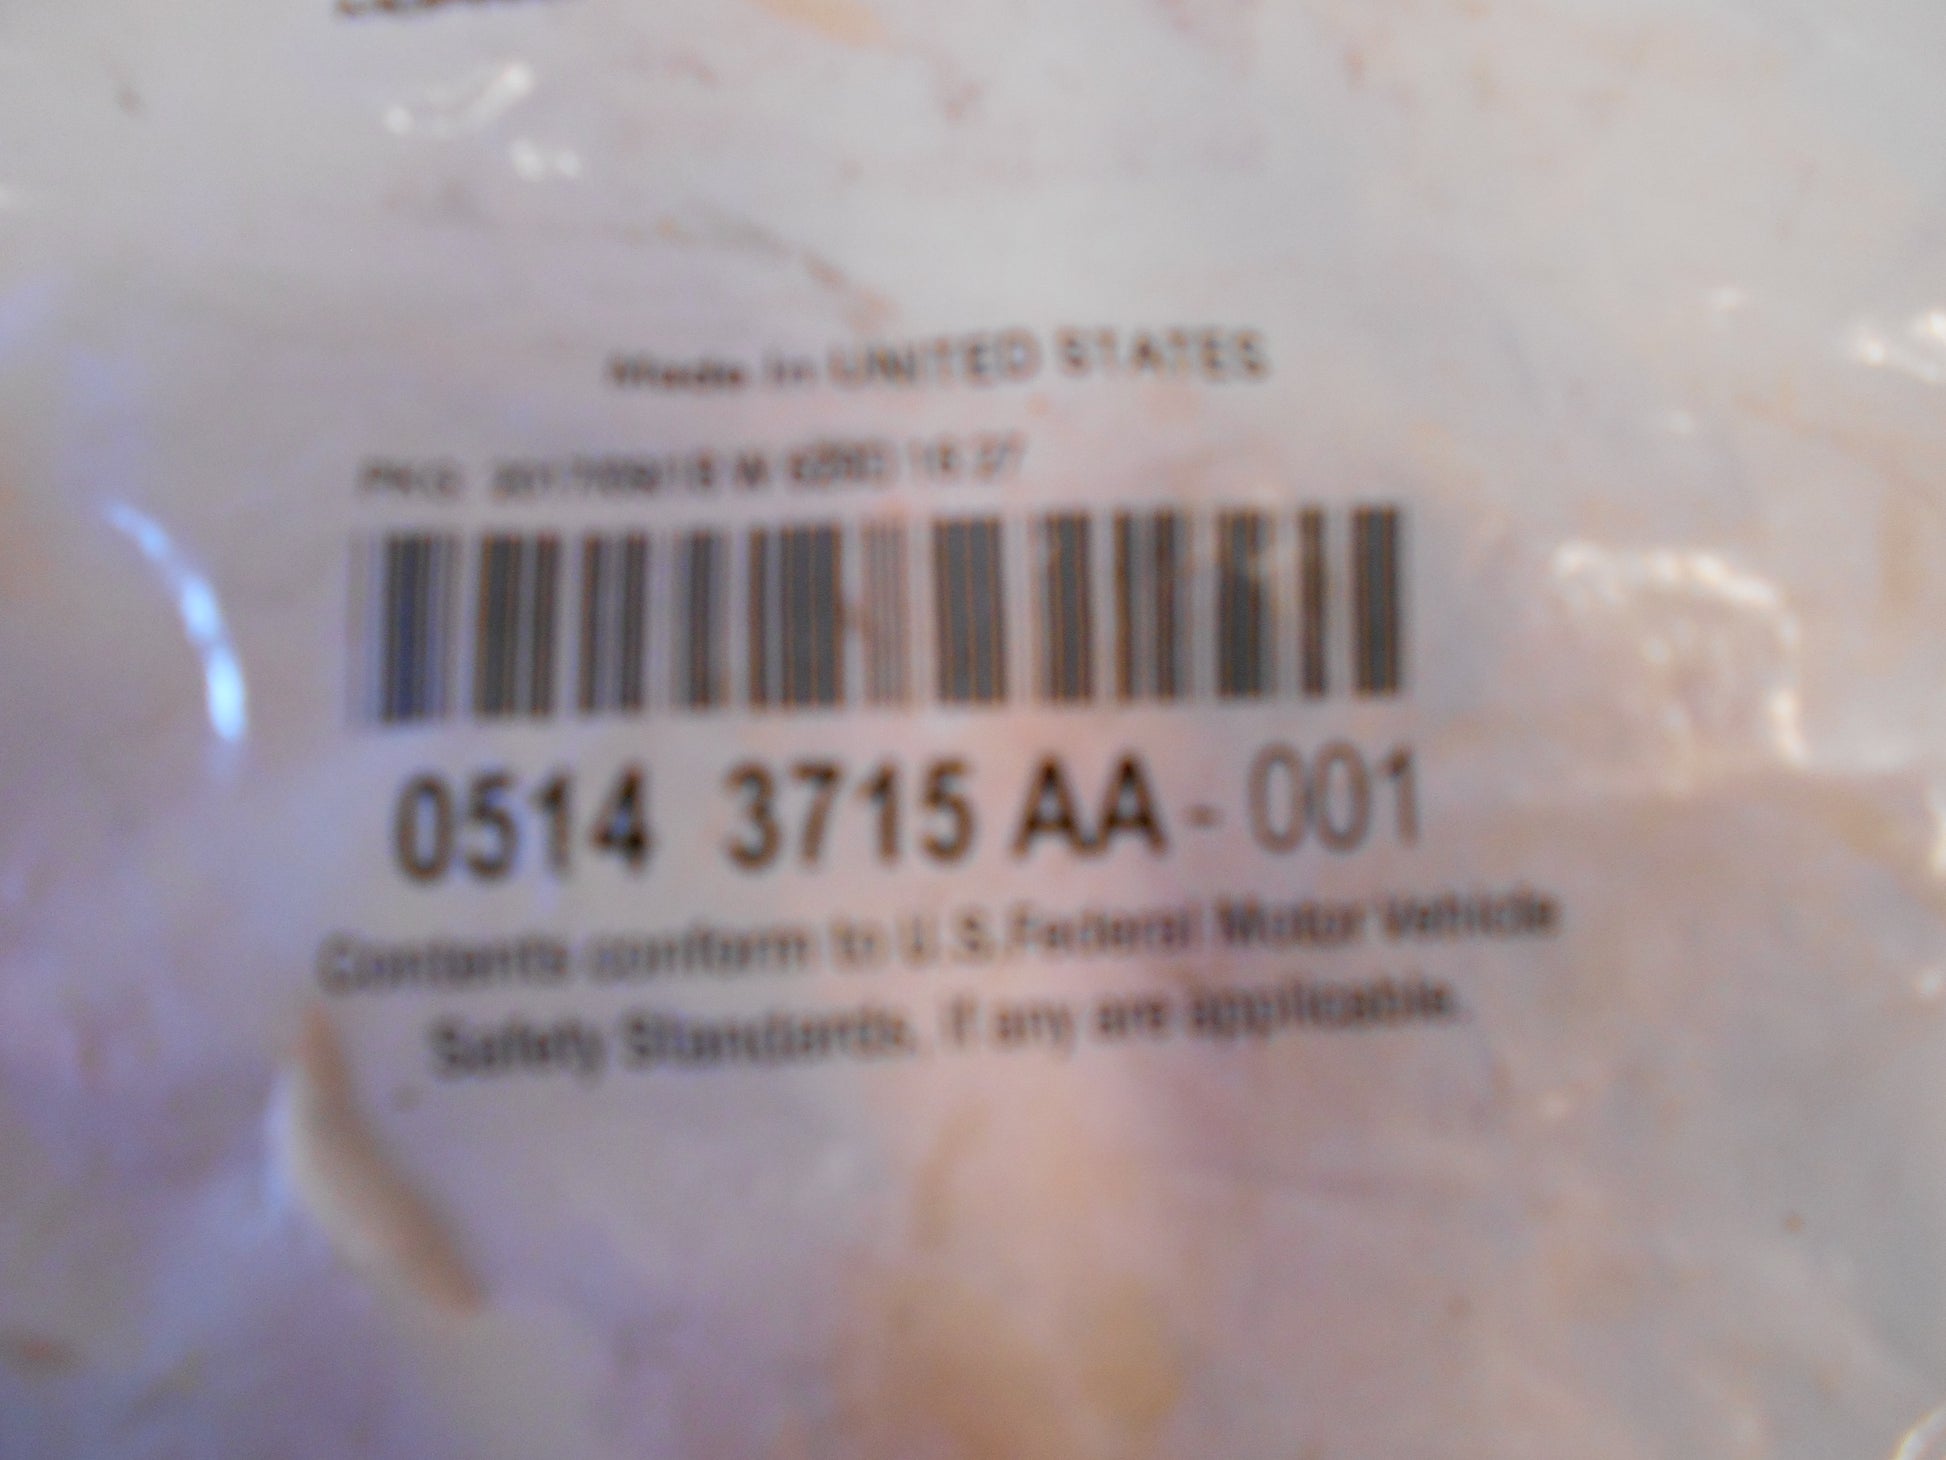 Made in UNITED STATES
PKG
0514 3715 AA - 001
Contents conform to U.S. Federal Motor Vehicle
Safety Standards, if any are applicable.